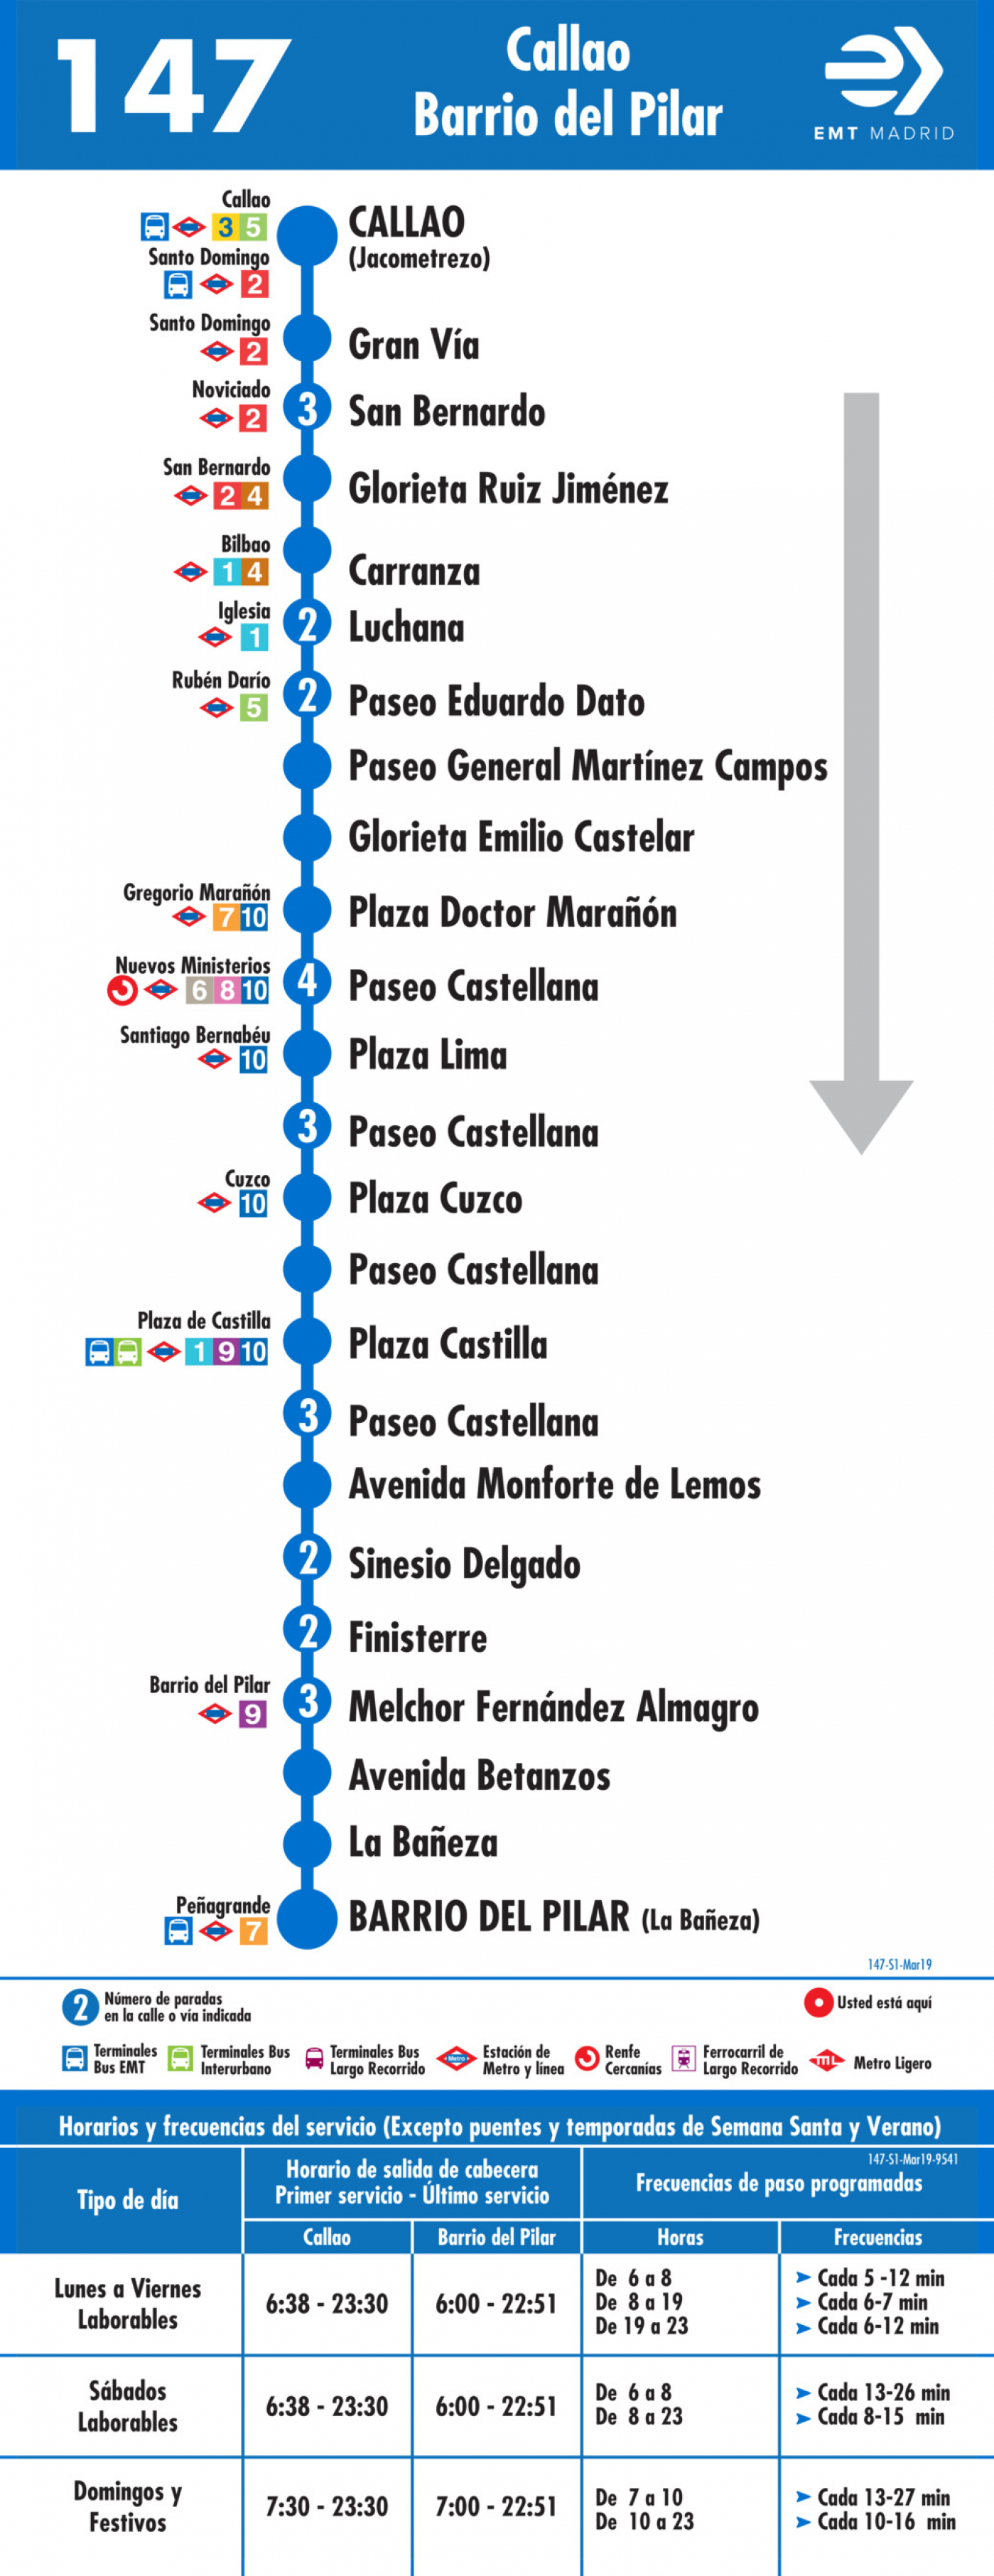 147
Callao
Barrio del Pilar
EMT MADRID
Callao
3 5
Santo Domingo
2
CALLAO
(Jacometrezo)
Santo Domingo
2
Gran Vía
Noviciado
2
3
San Bernardo
San Bernardo
2 4
Glorieta Ruiz Jiménez
Bilbao
1 4
Carranza
Iglesia
1
2
Luchana
Rubén Darío
5
2
Paseo Eduardo Dato
Paseo General Martínez Campos
Glorieta Emilio Castelar
Gregorio Marañón
7 10
Plaza Doctor Marañón
Nuevos Ministerios
6 8 10
4
Paseo Castellana
Santiago Bernabéu
10
Plaza Lima
3
Paseo Castellana
Cuzco
10
Plaza Cuzco
Paseo Castellana
Plaza de Castilla
1 9 10
Plaza Castilla
3
Paseo Castellana
Avenida Monforte de Lemos
2
Sinesio Delgado
2
Finisterre
Barrio del Pilar
9
3
Melchor Fernández Almagro
Avenida Betanzos
La Bañeza
Peñagrande
7
BARRIO DEL PILAR (La Bañeza)
147-S1-Mar19
2
Número de paradas
en la calle o vía indicada
Usted está aquí
Terminales
Bus EMT
Terminales Bus
Interurbano
Terminales Bus
Largo Recorrido
Metro
Estación de
Metro y línea
Renfe
Cercanías
Ferrocarril de
Largo Recorrido
ML
Metro Ligero
Horarios y frecuencias del servicio (Excepto puentes y temporadas de Semana Santa y Verano)
147-S1-Mar19-9541
Tipo de día
Horario de salida de cabecera
Primer servicio - Último servicio
Frecuencias de paso programadas
Callao
Barrio del Pilar
Horas
Frecuencias
Lunes a Viernes
Laborables
6:38 - 23:30
6:00 - 22:51
De 6 a 8
De 8 a 19
De 19 a 23
Cada 5 -12 min
Cada 6-7 min
Cada 6-12 min
Sábados
Laborables
6:38 - 23:30
6:00 - 22:51
De 6 a 8
De 8 a 23
Cada 13-26 min
Cada 8-15 min
Domingos y
Festivos
7:30 - 23:30
7:00 - 22:51
De 7 a 10
De 10 a 23
Cada 13-27 min
Cada 10-16 min